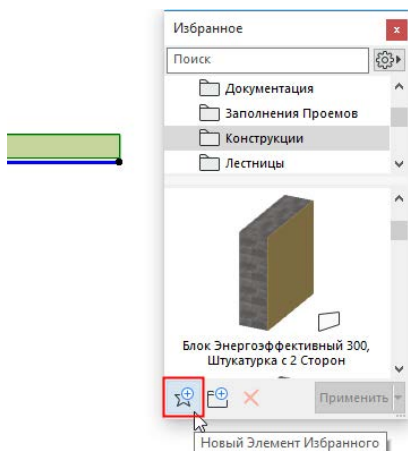 Избранное
x
Поиск
Документация
Заполнения Проемов
Конструкции
Лестницы
Блок Энергоэффективный 300,
Штукатурка с 2 Сторон
Применить
Новый Элемент Избранного